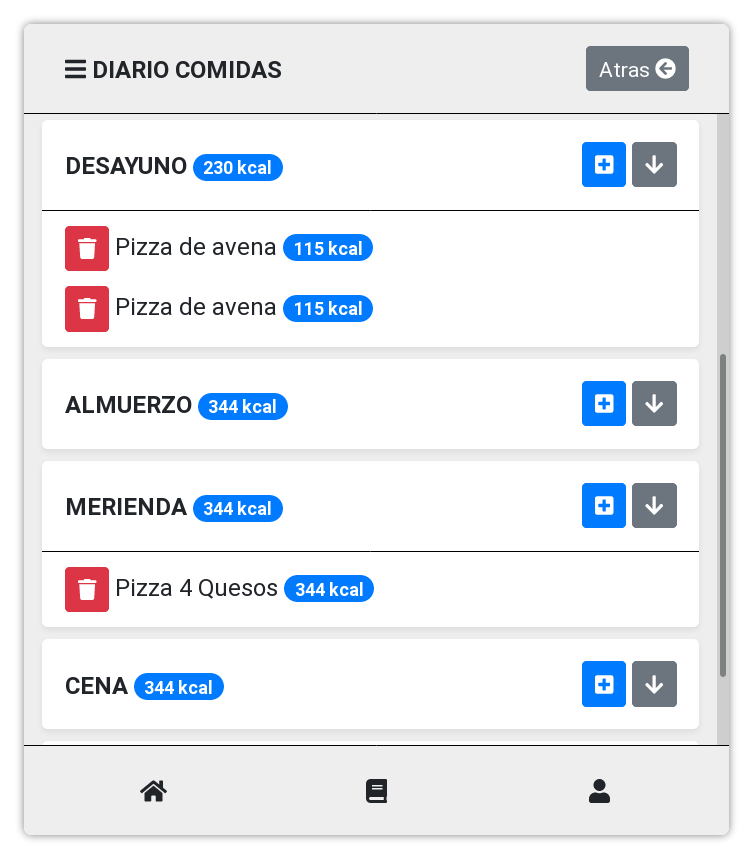 DIARIO COMIDAS
Atras
DESAYUNO 230 kcal
Pizza de avena 115 kcal
Pizza de avena 115 kcal
ALMUERZO 344 kcal
MERIENDA 344 kcal
Pizza 4 Quesos 344 kcal
CENA 344 kcal